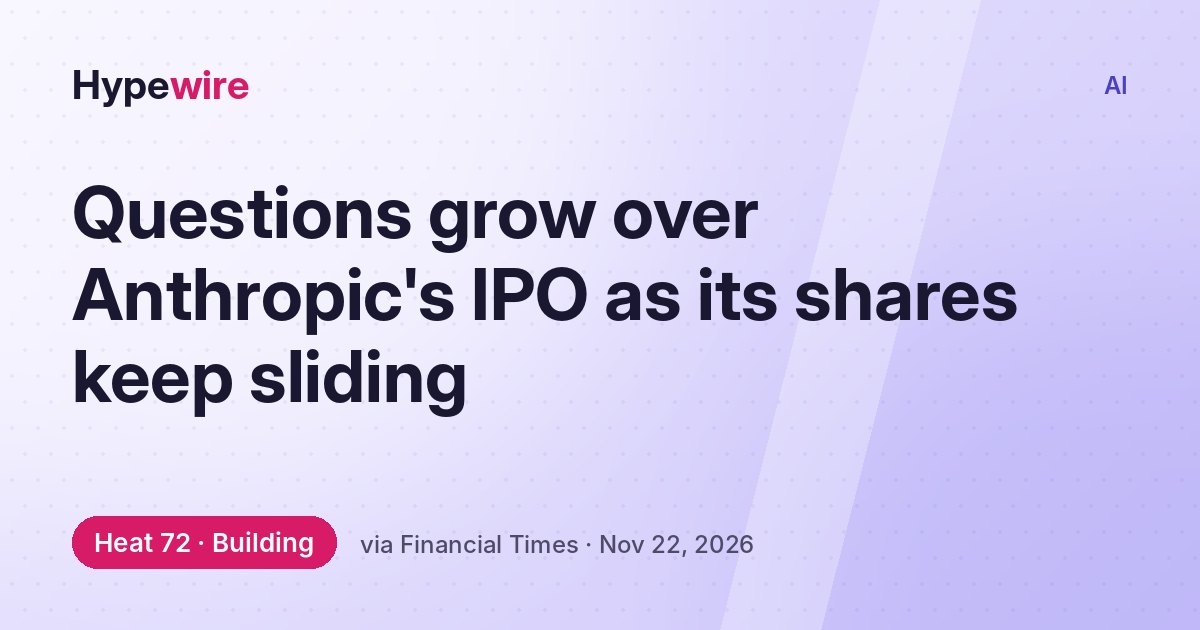 Hypewire
AI
Questions grow over
Anthropic's IPO as its shares
keep sliding
Heat 72 · Building
via Financial Times · Nov 22, 2026